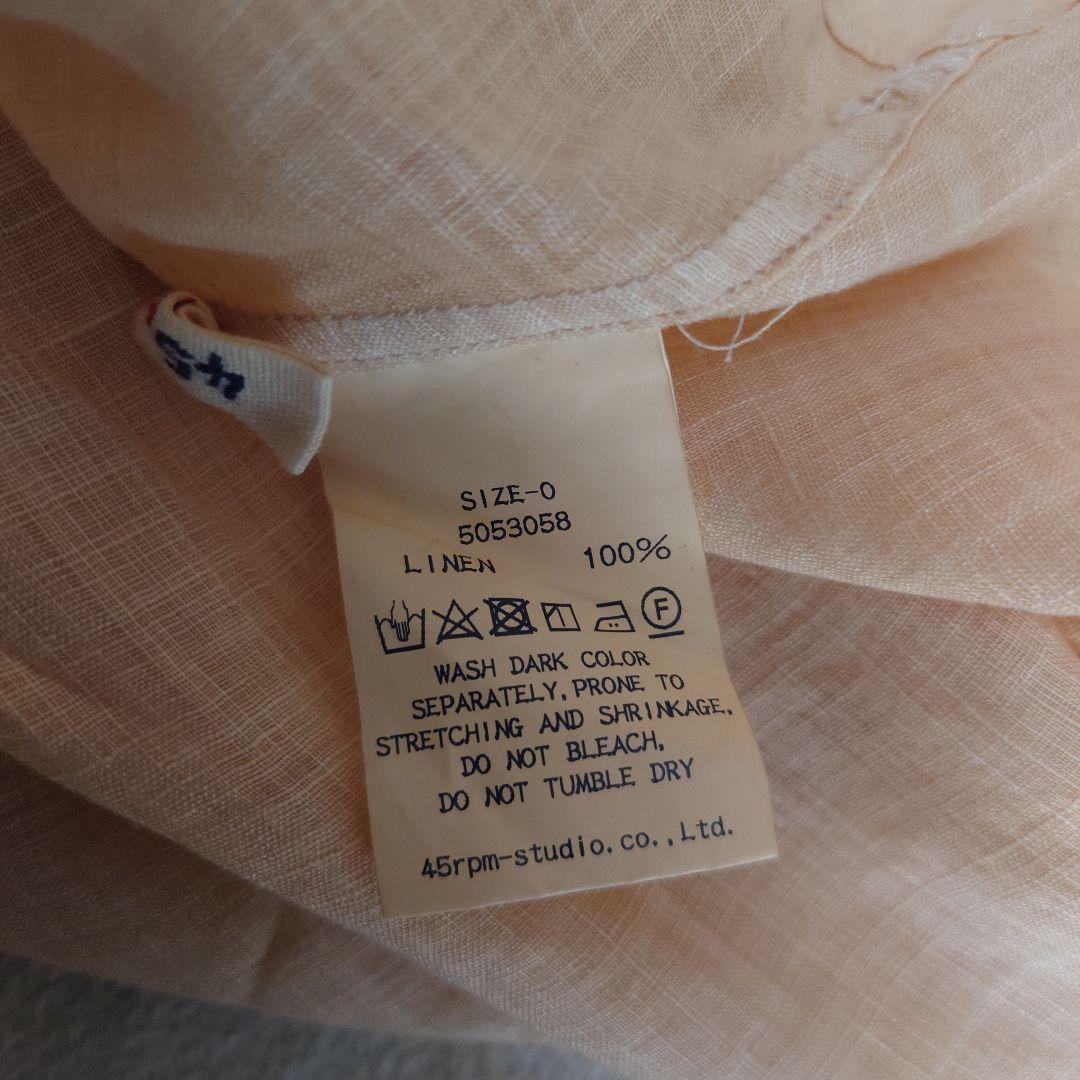 SIZE-0
5053058
LINEN 100%
F
WASH DARK COLOR
SEPARATELY. PRONE TO
STRETCHING AND SHRINKAGE.
DO NOT BLEACH.
DO NOT TUMBLE DRY
45rpm-studio.co.,Ltd.